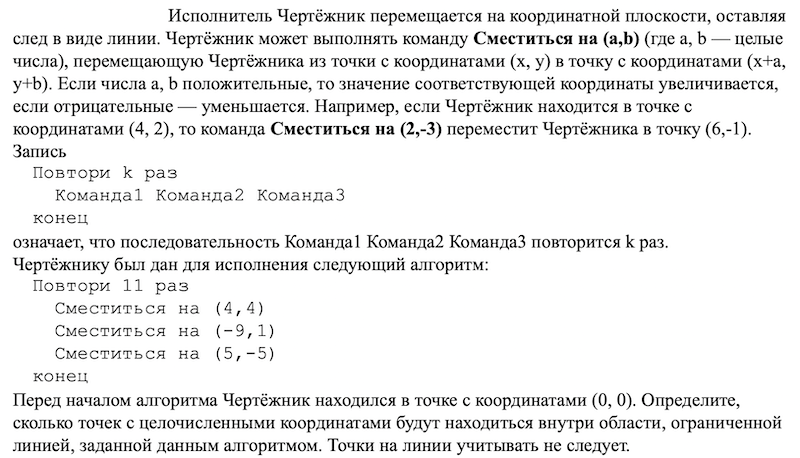 Исполнитель Чертёжник перемещается на координатной плоскости, оставляя
след в виде линии. Чертёжник может выполнять команду Сместиться на (a,b) (где a, b — целые
числа), перемещающую Чертёжника из точки с координатами (x, y) в точку с координатами (x+a,
y+b). Если числа a, b положительные, то значение соответствующей координаты увеличивается,
если отрицательные — уменьшается. Например, если Чертёжник находится в точке с
координатами (4, 2), то команда Сместиться на (2,-3) переместит Чертёжника в точку (6,-1).
Запись
Повтори k раз
Команда1 Команда2 Команда3
конец
означает, что последовательность Команда1 Команда2 Команда3 повторится k раз.
Чертёжнику был дан для исполнения следующий алгоритм:
Повтори 11 раз
Сместиться на (4,4)
Сместиться на (-9,1)
Сместиться на (5,-5)
конец
Перед началом алгоритма Чертёжник находился в точке с координатами (0, 0). Определите,
сколько точек с целочисленными координатами будут находиться внутри области, ограниченной
линией, заданной данным алгоритмом. Точки на линии учитывать не следует.